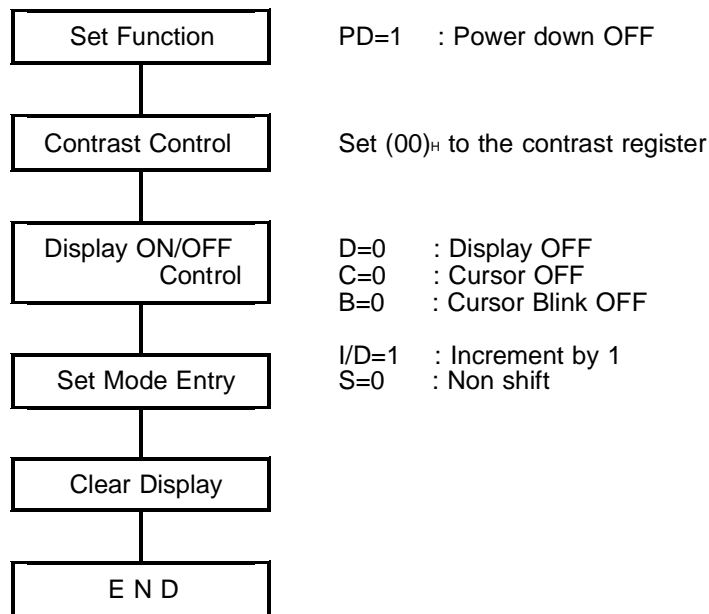 Set Function PD=1 : Power down OFF
Contrast Control Set (00)H to the contrast register
Display ON/OFF D=0 : Display OFF
Control C=0 : Cursor OFF
B=0 : Cursor Blink OFF
I/D=1 : Increment by 1
Set Mode Entry S=0 : Non shift
Clear Display
E N D